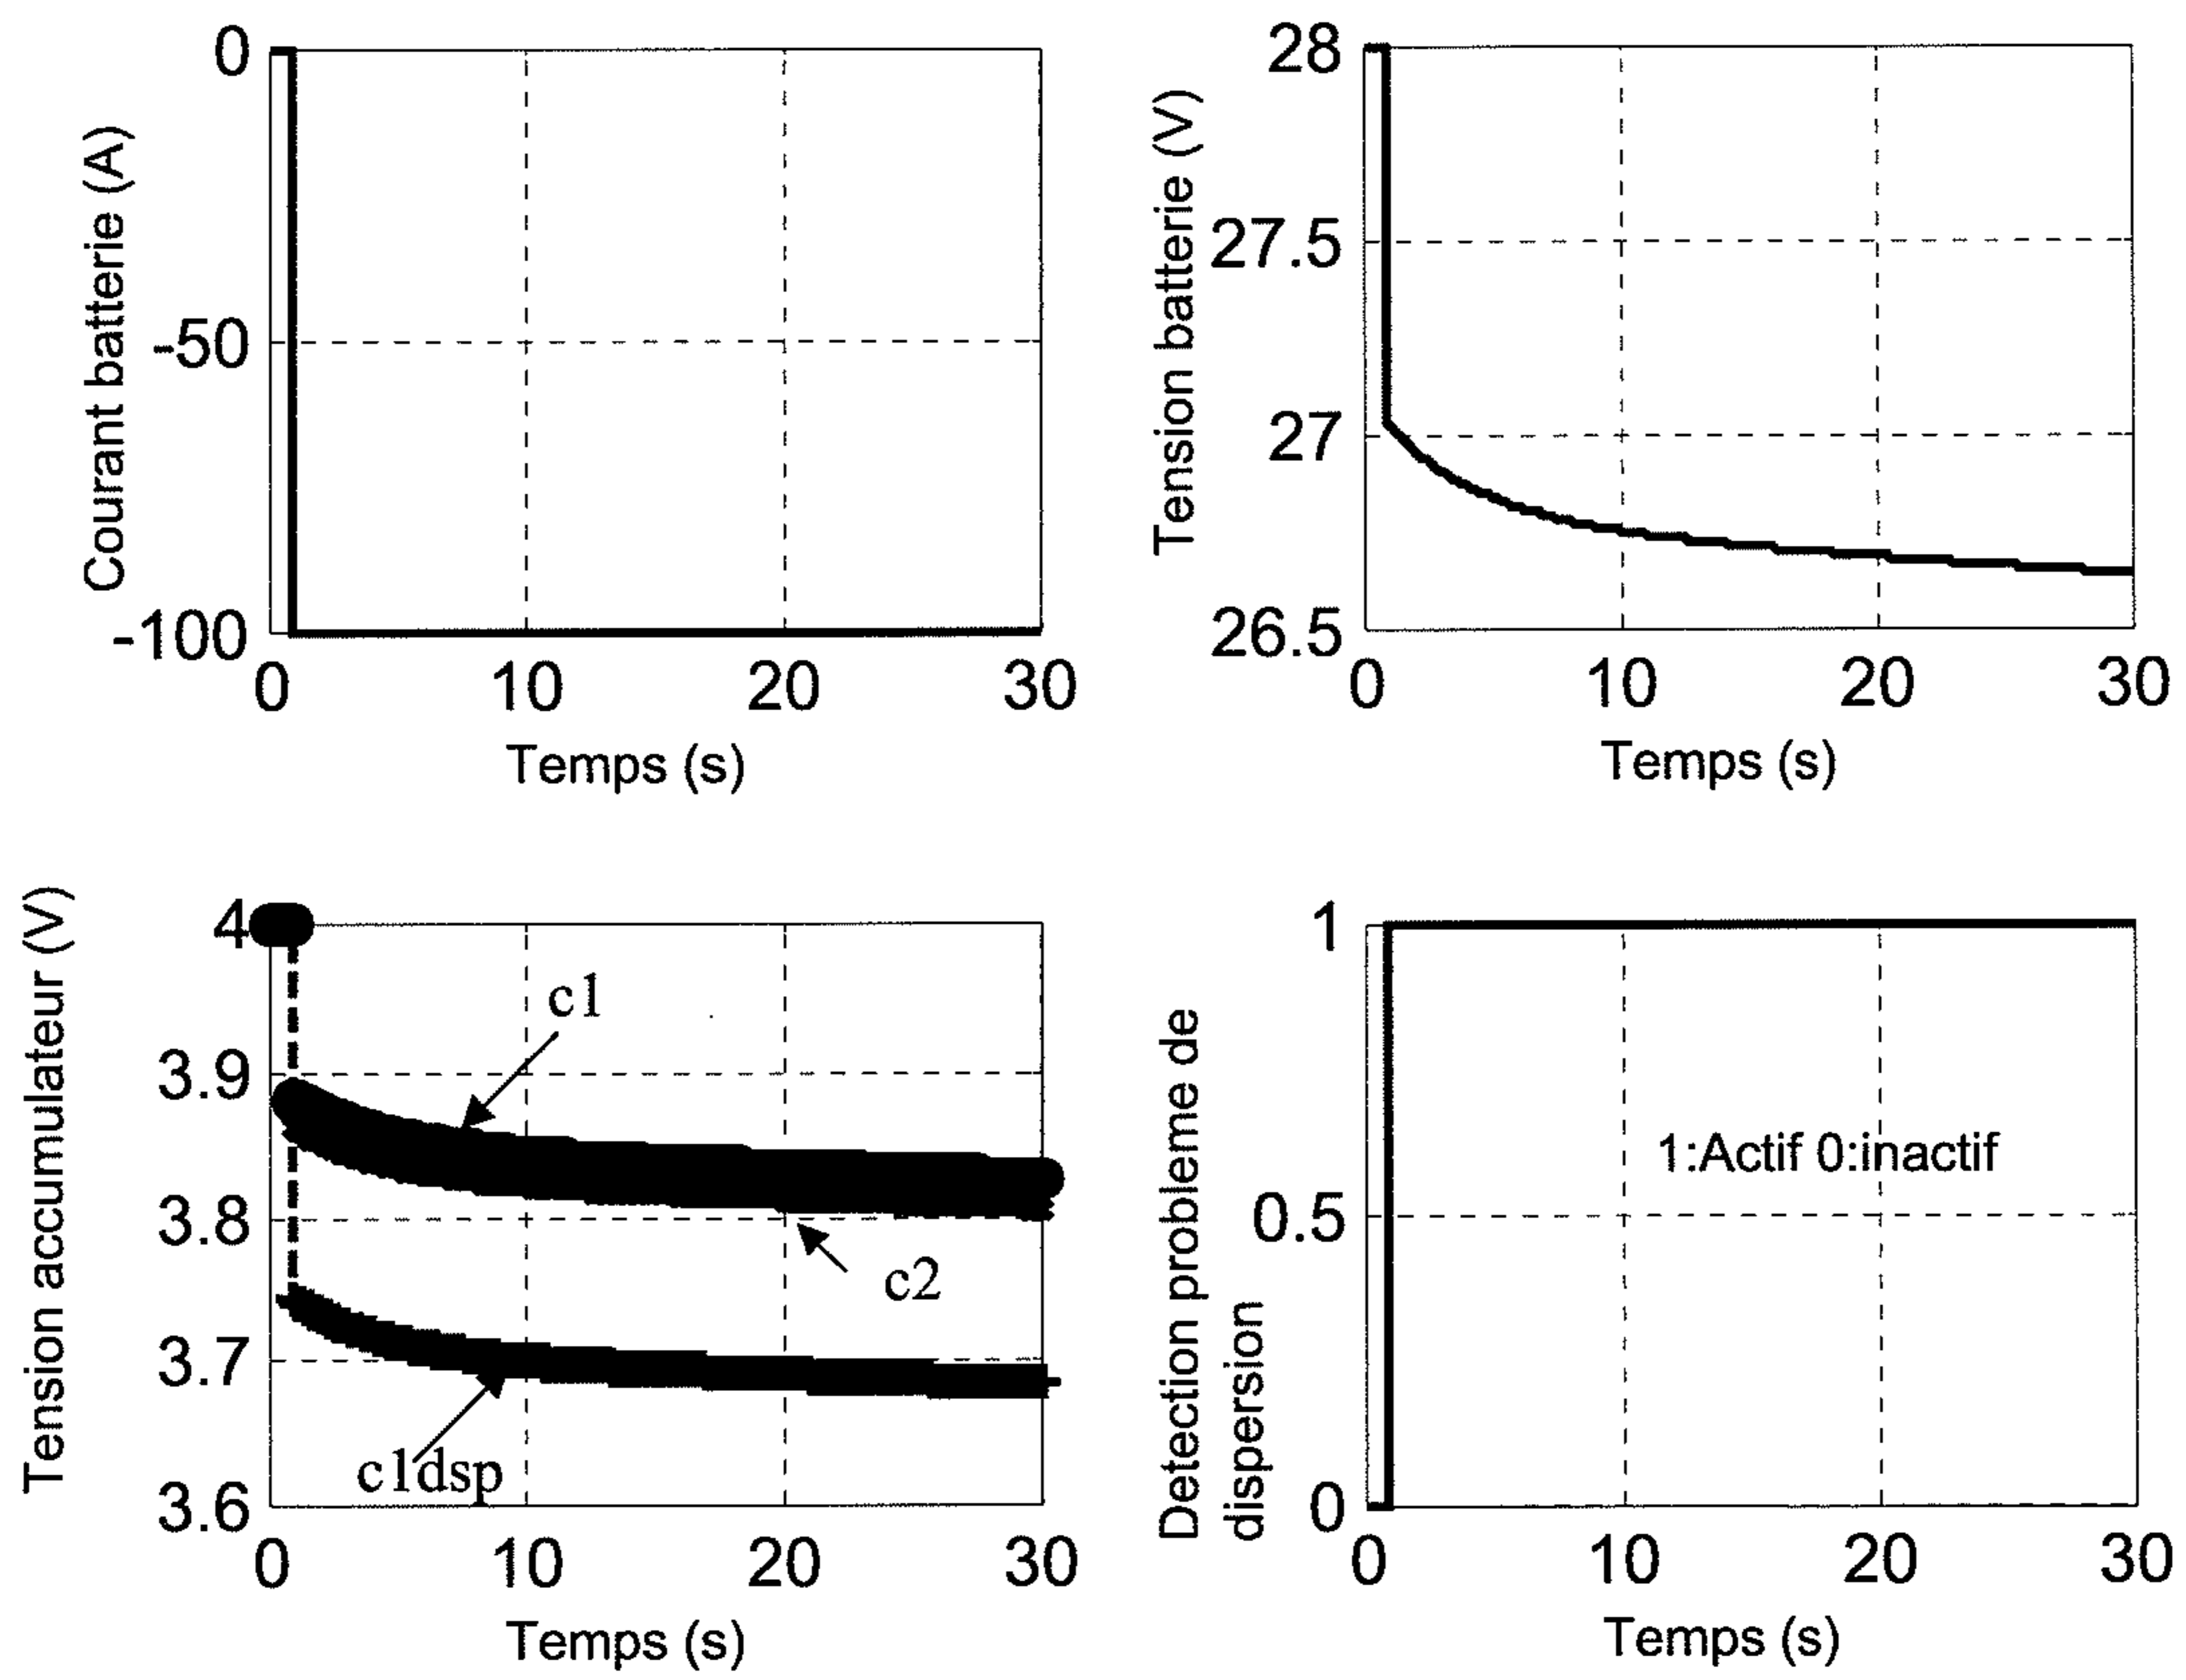 Courant batterie (A)
0
-50
-100
0 10 20 30
Temps (s)
Tension batterie (V)
28
27.5
27
26.5
0 10 20 30
Temps (s)
Tension accumulateur (V)
4
3.9
3.8
3.7
3.6
c1
c2
c1dsp
0 10 20 30
Temps (s)
Detection probleme de
dispersion
1
0.5
0
1:Actif 0:inactif
0 10 20 30
Temps (s)